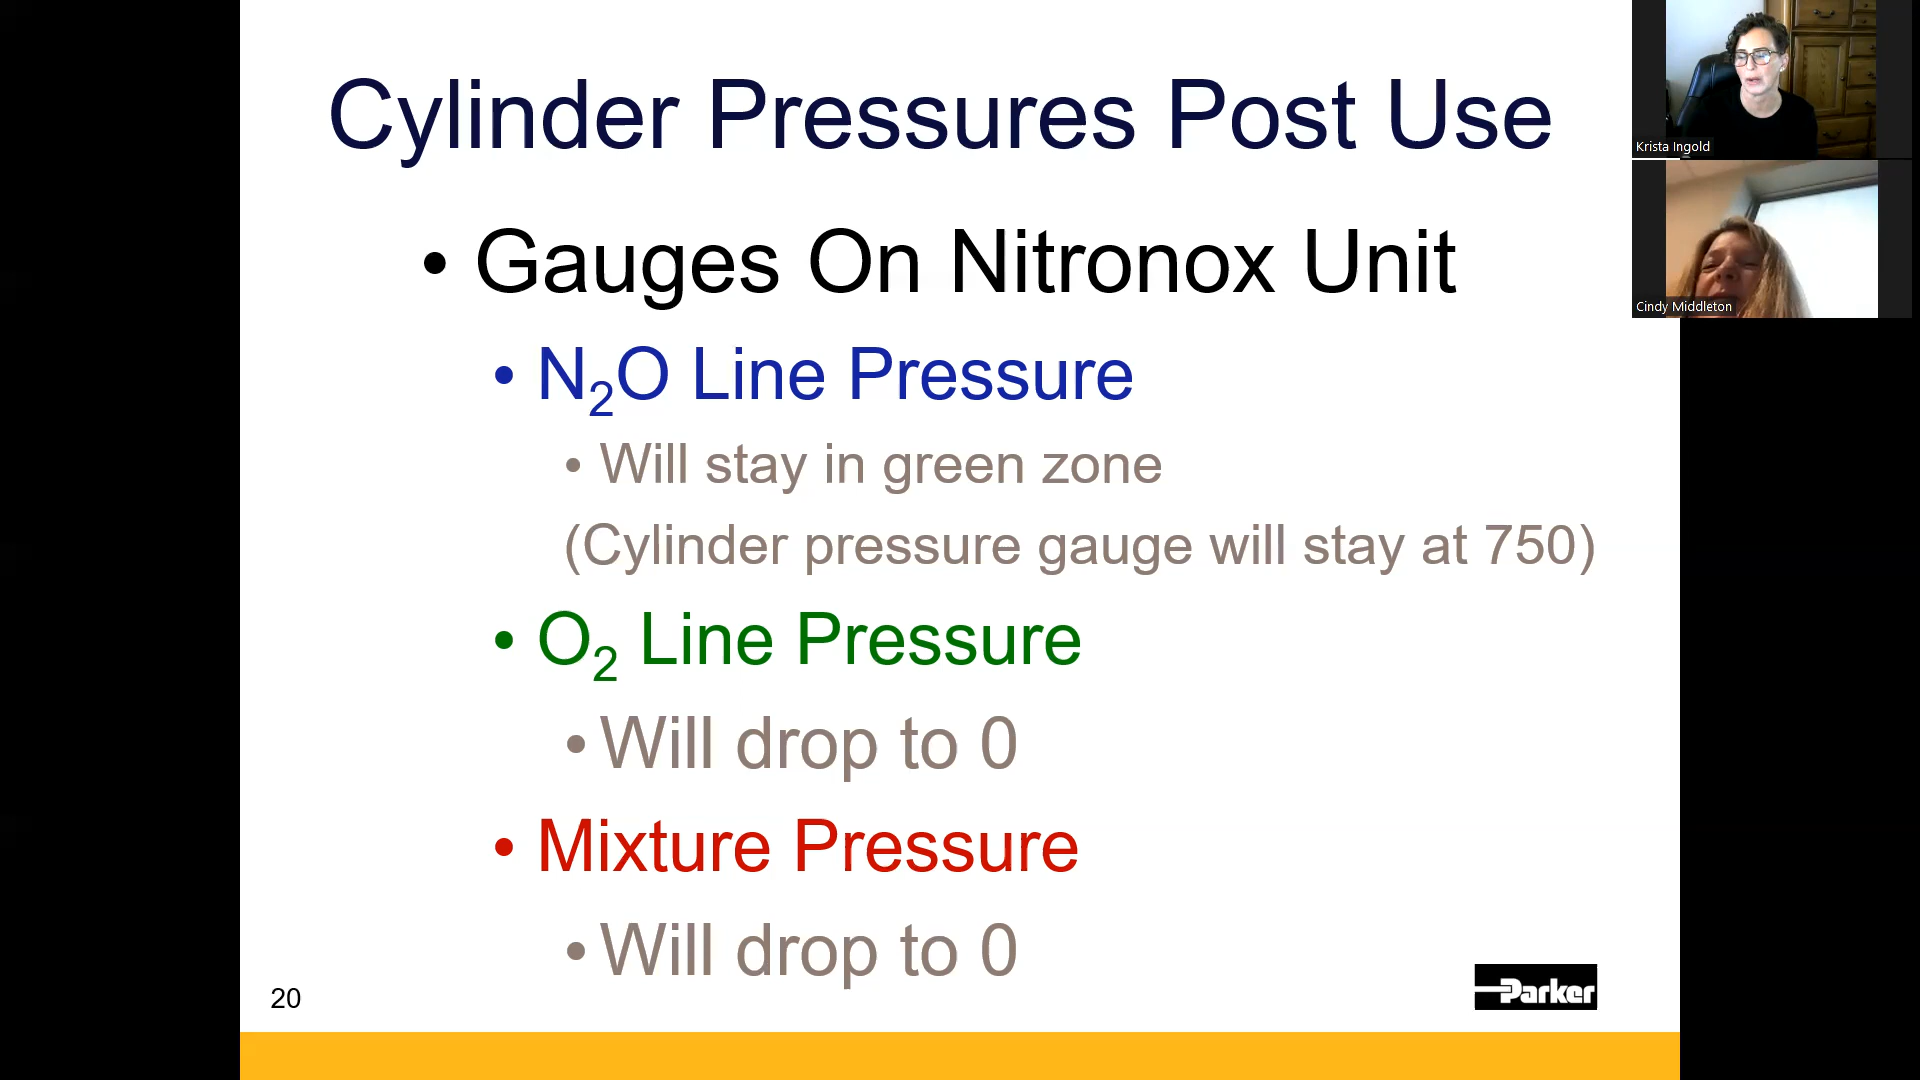 Cylinder Pressures Post Use
• Gauges On Nitronox Unit
• N₂O Line Pressure
• Will stay in green zone
(Cylinder pressure gauge will stay at 750)
• O₂ Line Pressure
• Will drop to 0
• Mixture Pressure
• Will drop to 0
20
Parker
Krista Ingold
Cindy Middleton